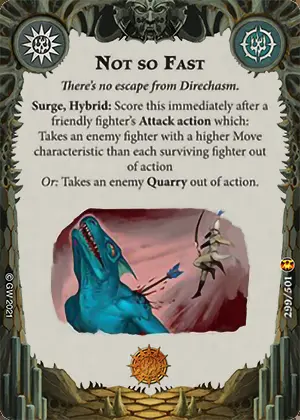 NOT SO FAST
There's no escape from Direchasm.
Surge, Hybrid: Score this immediately after a
friendly fighter's Attack action which:
Takes an enemy fighter with a higher Move
characteristic than each surviving fighter out
of action
Or: Takes an enemy Quarry out of action.
© GW 2021
299/501